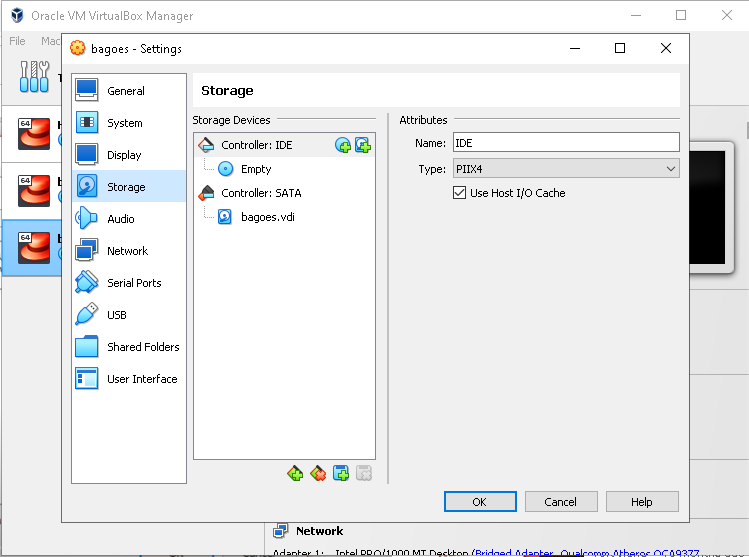 Oracle VM VirtualBox Manager
File
bagoes - Settings
General
System
Display
Storage
Audio
Network
Serial Ports
USB
Shared Folders
User Interface
Storage
Storage Devices
Controller: IDE
Empty
Controller: SATA
bagoes.vdi
Attributes
Name: IDE
Type: PIIX4
Use Host I/O Cache
OK Cancel Help
64
64
64
Network
Adapter 1: Intel PRO/1000 MT Desktop (Bridged Adapter, Qualcomm Atheros QCA9377